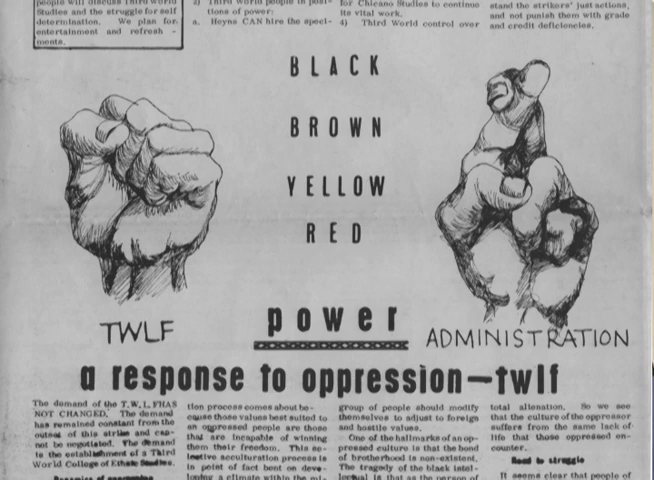 people will discuss Third World
Studies and the struggle for self
determination. We plan for
entertainment and refresh -
ments.
2) Third World people in posi-
tions of power:
a. Heyns CAN hire the spect-
for Chicano Studies to continue
its vital work.
4) Third World control over
stand the strikers' just actions,
and not punish them with grade
and credit deficiencies.
BLACK
BROWN
YELLOW
RED
power
TWLF
ADMINISTRATION
a response to oppression—twlf
The demand of the T.W.L.F HAS
NOT CHANGED. The demand
has remained constant from the
outset of this strike and can-
not be negotiated. The demand
is the establishment of a Third
World College of Ethnic Studies.
tion process comes about be-
cause those values best suited to
an oppressed people are those
that are incapable of winning
them their freedom. This se-
lective acculturation process is
in point of fact bent on deve-
loping a climate within the mi-
group of people should modify
themselves to adjust to foreign
and hostile values.
One of the hallmarks of an op-
pressed culture is that the bond
of brotherhood is non-existent.
The tragedy of the black intel-
lectual is that as the person of
total alienation. So we see
that the culture of the oppressor
suffers from the same lack of
life that those oppressed en-
counter.
Road to struggle
It seems clear that people of